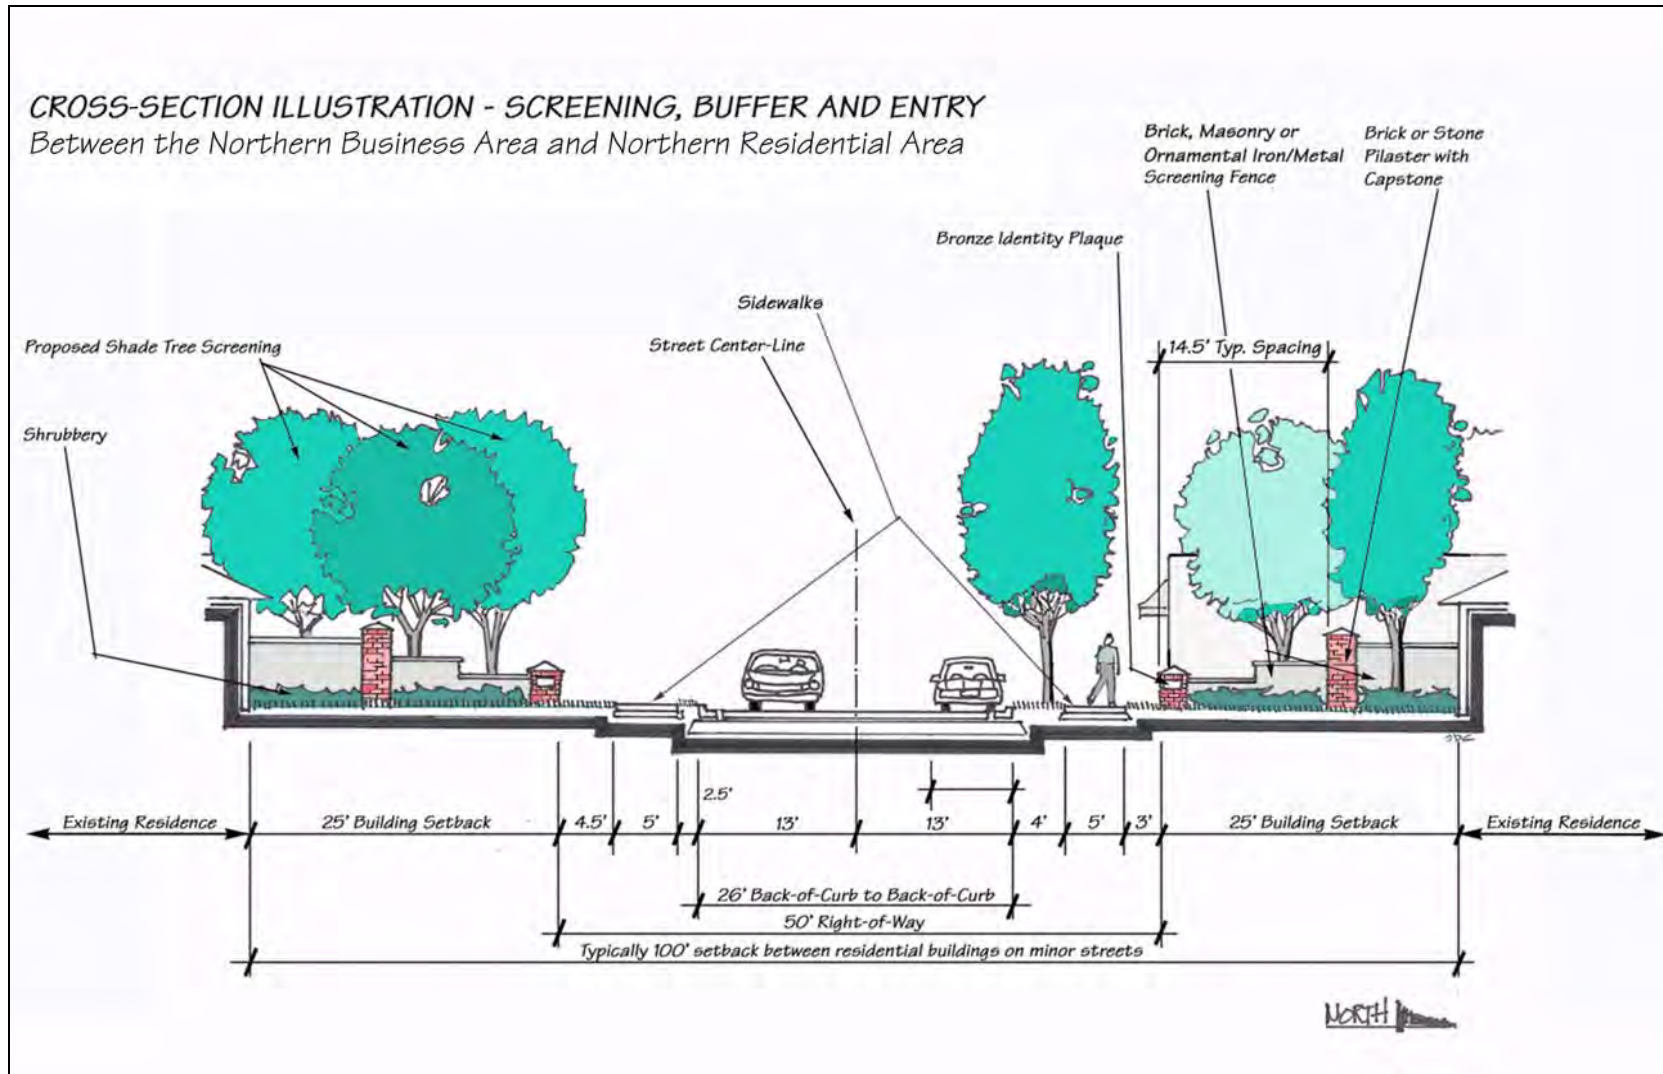 CROSS-SECTION ILLUSTRATION - SCREENING, BUFFER AND ENTRY
Between the Northern Business Area and Northern Residential Area
Brick, Masonry or
Ornamental Iron/Metal
Screening Fence
Brick or Stone
Pilaster with
Capstone
Bronze Identity Plaque
Sidewalks
Street Center-Line
14.5' Typ. Spacing
Proposed Shade Tree Screening
Shrubbery
2.5'
Existing Residence
25' Building Setback
4.5'
5'
13'
13'
4'
5'
3'
25' Building Setback
Existing Residence
26' Back-of-Curb to Back-of-Curb
50' Right-of-Way
Typically 100' setback between residential buildings on minor streets
NORTH